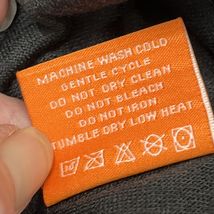 MACHINE WASH COLD
GENTLE CYCLE
DO NOT DRY CLEAN
DO NOT BLEACH
DO NOT IRON
TUMBLE DRY LOW HEAT